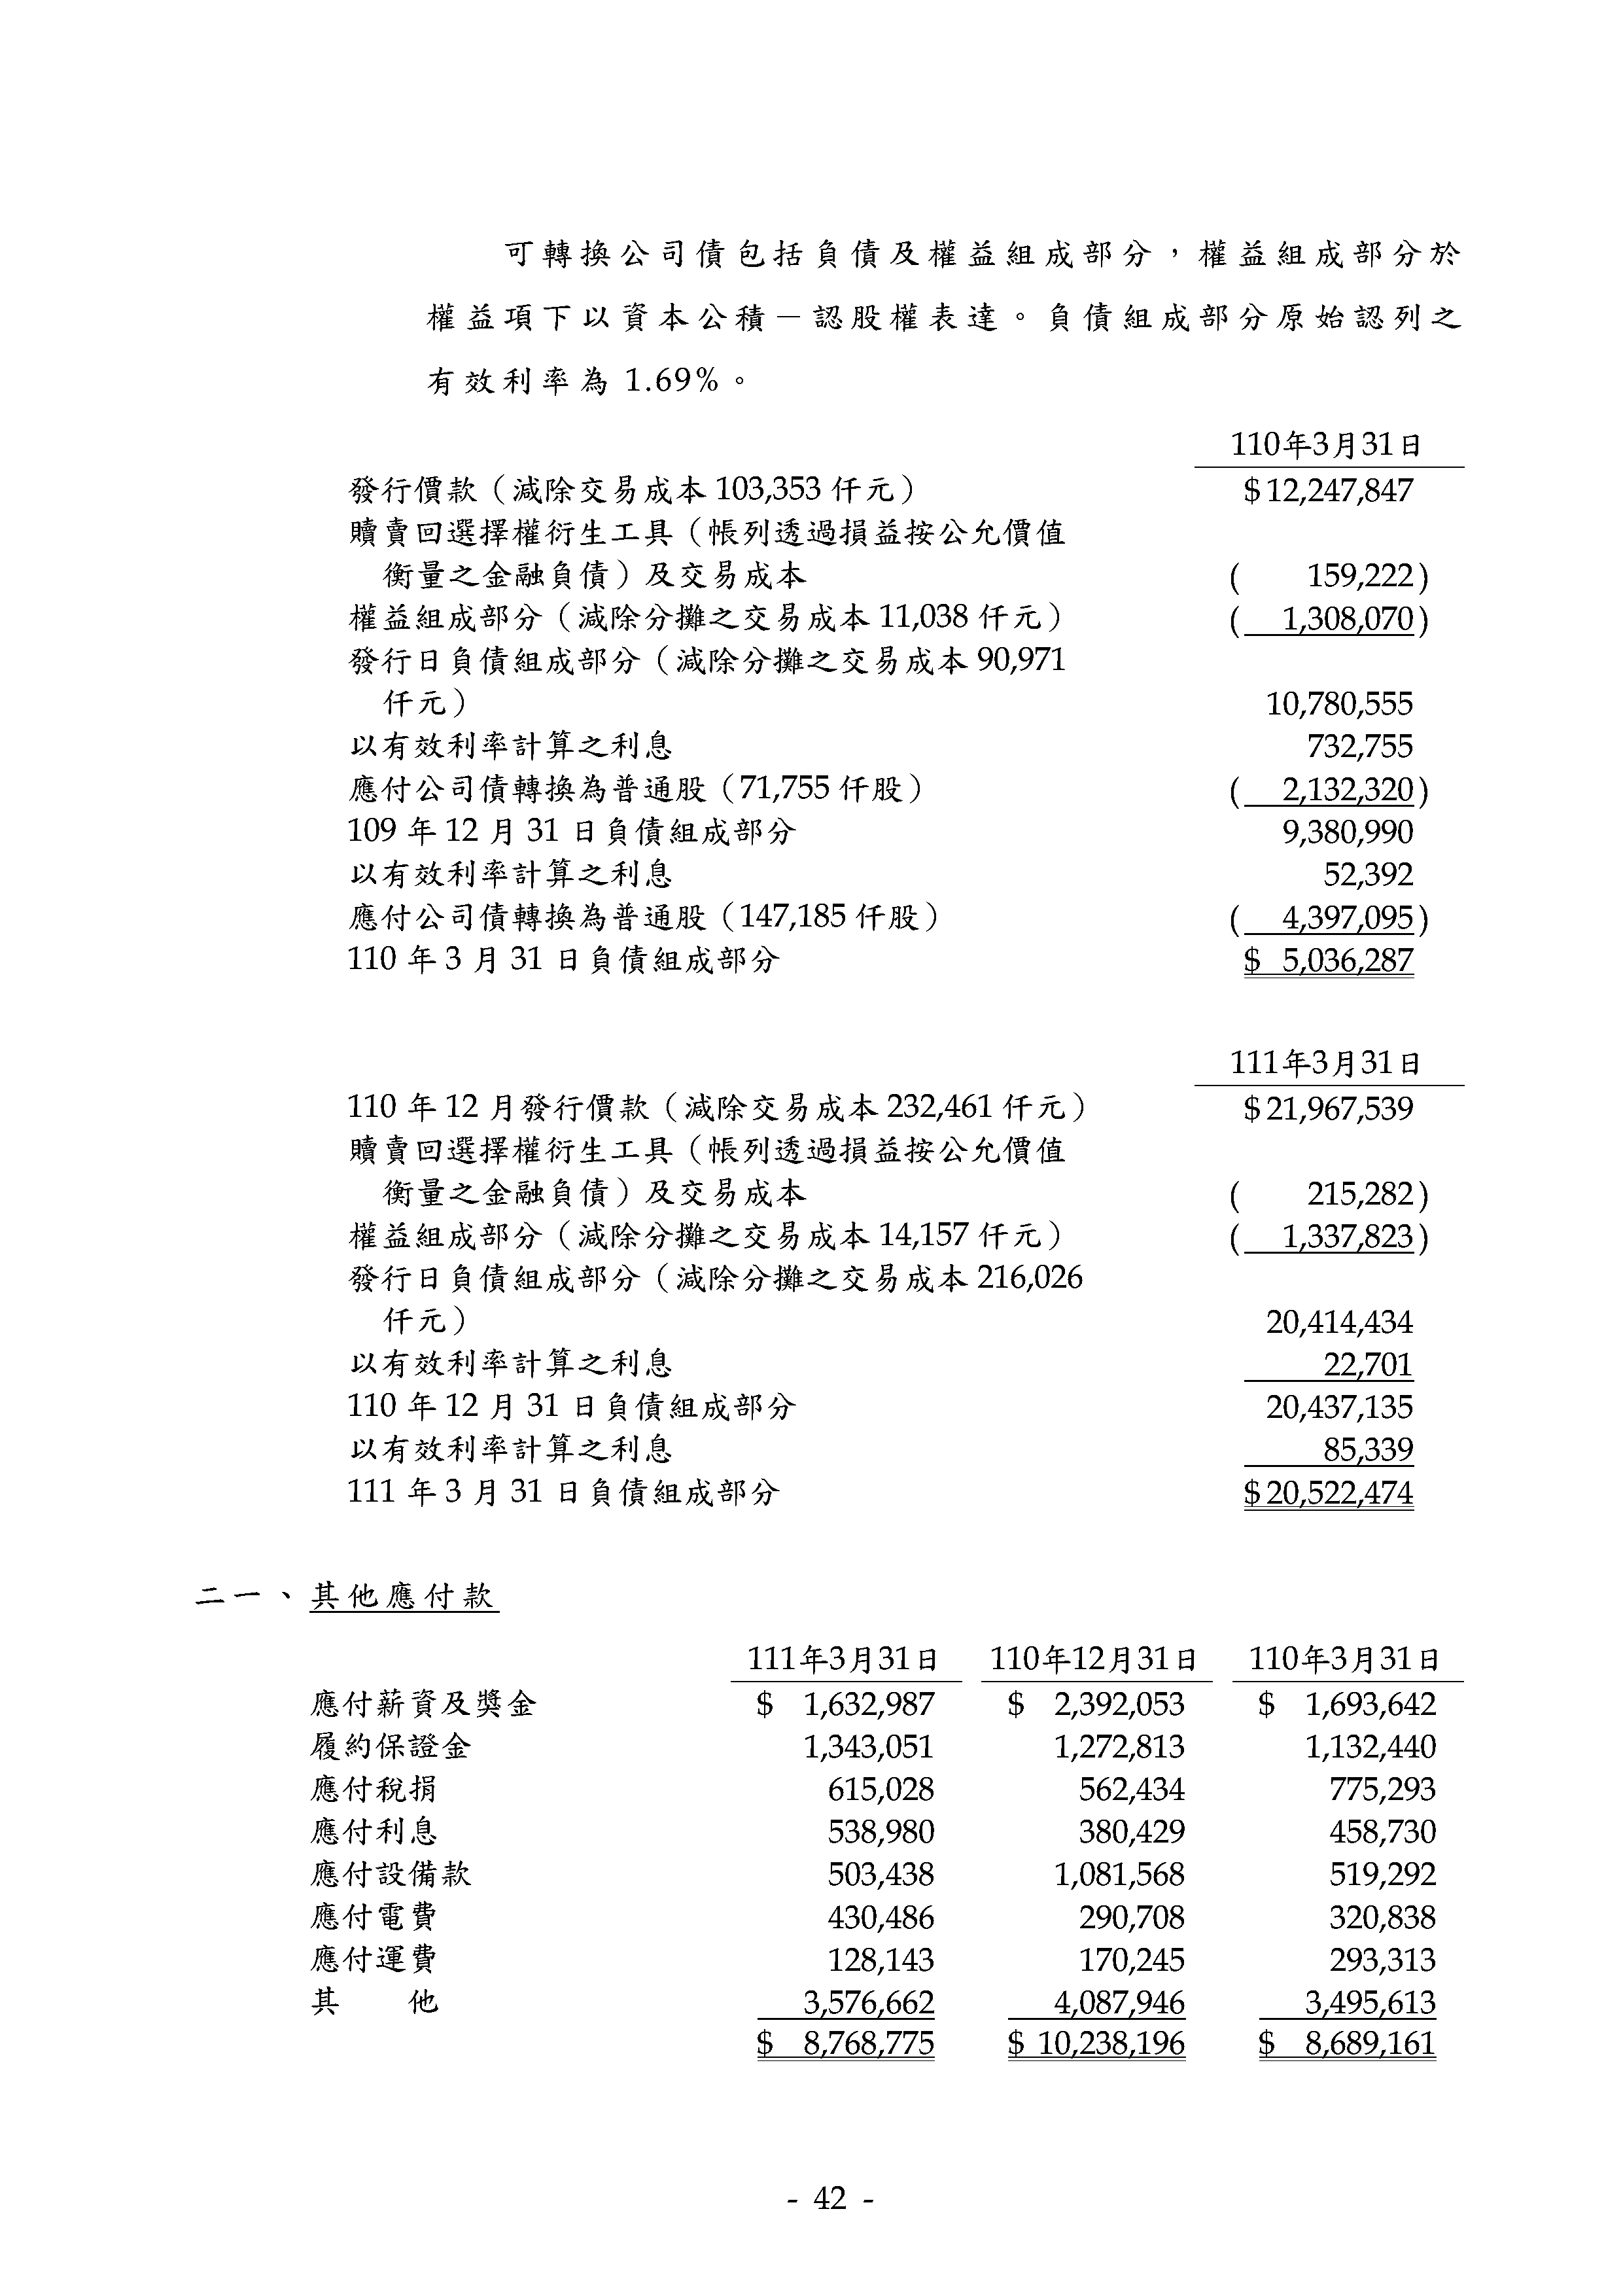 可轉換公司債包括負債及權益組成部分，權益組成部分於
權益項下以資本公積－認股權表達。負債組成部分原始認列之
有效利率為 1.69%。
110年3月31日
發行價款（減除交易成本 103,353 仟元） $12,247,847
贖賣回選擇權衍生工具（帳列透過損益按公允價值
衡量之金融負債）及交易成本 ( 159,222)
權益組成部分（減除分攤之交易成本 11,038 仟元） ( 1,308,070)
發行日負債組成部分（減除分攤之交易成本 90,971
仟元） 10,780,555
以有效利率計算之利息 732,755
應付公司債轉換為普通股（71,755 仟股） ( 2,132,320)
109 年 12 月 31 日負債組成部分 9,380,990
以有效利率計算之利息 52,392
應付公司債轉換為普通股（147,185 仟股） ( 4,397,095)
110 年 3 月 31 日負債組成部分 $ 5,036,287
111年3月31日
110 年 12 月發行價款（減除交易成本 232,461 仟元） $21,967,539
贖賣回選擇權衍生工具（帳列透過損益按公允價值
衡量之金融負債）及交易成本 ( 215,282)
權益組成部分（減除分攤之交易成本 14,157 仟元） ( 1,337,823)
發行日負債組成部分（減除分攤之交易成本 216,026
仟元） 20,414,434
以有效利率計算之利息 22,701
110 年 12 月 31 日負債組成部分 20,437,135
以有效利率計算之利息 85,339
111 年 3 月 31 日負債組成部分 $20,522,474
二一、其他應付款
111年3月31日 110年12月31日 110年3月31日
應付薪資及獎金 $ 1,632,987 $ 2,392,053 $ 1,693,642
履約保證金 1,343,051 1,272,813 1,132,440
應付稅捐 615,028 562,434 775,293
應付利息 538,980 380,429 458,730
應付設備款 503,438 1,081,568 519,292
應付電費 430,486 290,708 320,838
應付運費 128,143 170,245 293,313
其　　他 3,576,662 4,087,946 3,495,613
$ 8,768,775 $ 10,238,196 $ 8,689,161
- 42 -